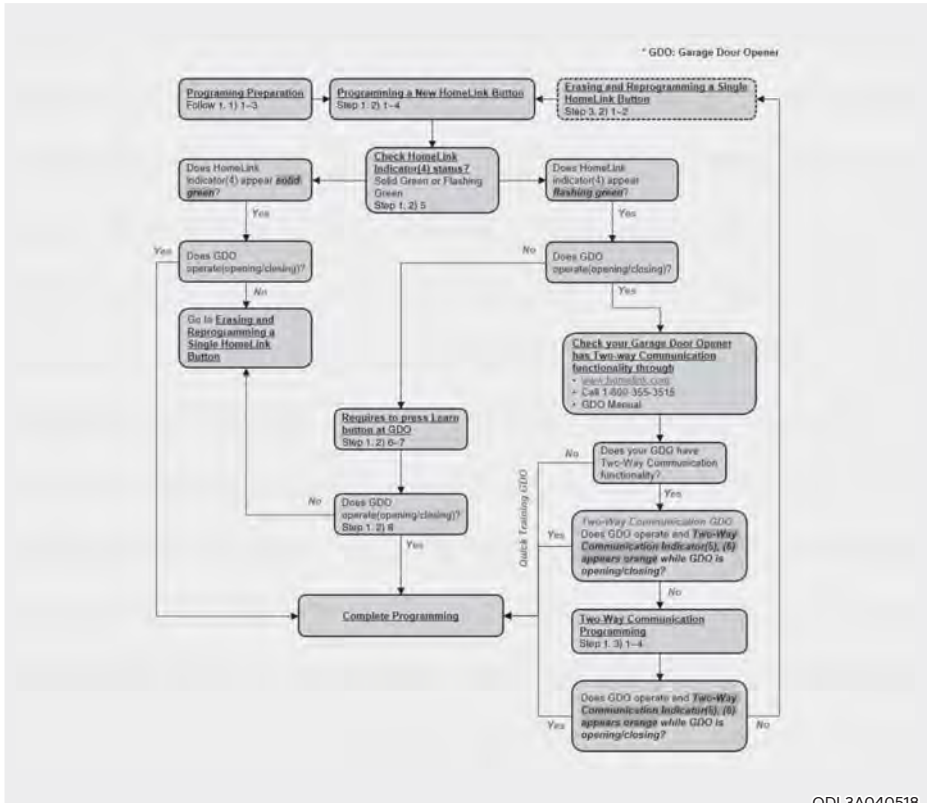 * GDO: Garage Door Opener
Programing Preparation
Follow 1. 1) 1~3
Programming a New HomeLink Button
Step 1. 2) 1~4
Erasing and Reprogramming a Single
HomeLink Button
Step 3. 2) 1~2
Does HomeLink
indicator(4) appear solid
green?
Check HomeLink
Indicator(4) status?
Solid Green or Flashing
Green
Step 1. 2) 5
Does HomeLink
indicator(4) appear
flashing green?
Yes
Yes
Yes
Does GDO
operate(opening/closing)?
No
Does GDO
operate(opening/closing)?
No
Yes
Go to Erasing and
Reprogramming a
Single HomeLink
Button
Check your Garage Door Opener
has Two-way Communication
functionality through
• www.homelink.com
• Call 1-800-355-3515
• GDO Manual
Requires to press Learn
button at GDO
Step 1. 2) 6~7
No
Does your GDO have
Two-Way Communication
functionality?
Yes
Quick Training GDO
No
Does GDO
operate(opening/closing)?
Step 1. 2) 8
Yes
Yes
Two-Way Communication GDO
Does GDO operate and Two-Way
Communication Indicator(5), (6)
appears orange while GDO is
opening/closing?
No
Complete Programming
Two-Way Communication
Programming
Step 1. 3) 1~4
Does GDO operate and Two-Way
Communication Indicator(5), (6)
appears orange while GDO is
opening/closing?
Yes
No
ODL3A040518